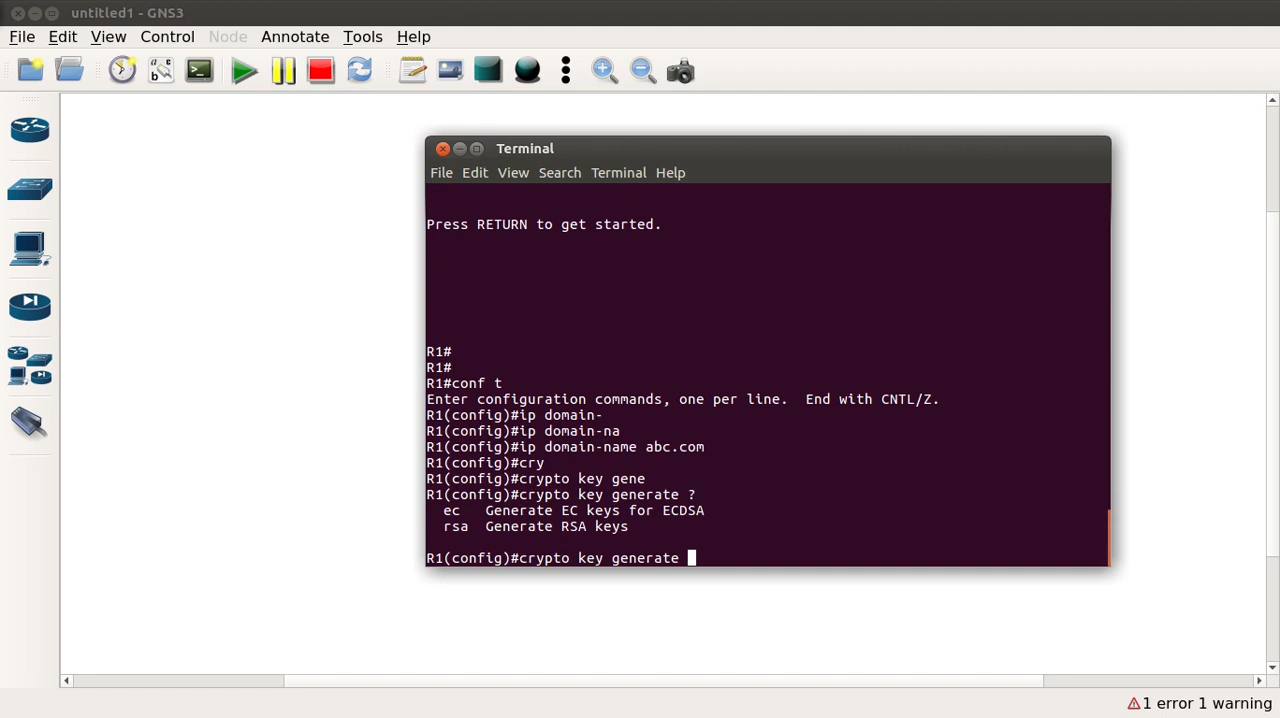 untitled1 - GNS3
File Edit View Control Node Annotate Tools Help
Terminal
File Edit View Search Terminal Help
Press RETURN to get started.
R1#
R1#
R1#conf t
Enter configuration commands, one per line.  End with CNTL/Z.
R1(config)#ip domain-
R1(config)#ip domain-na
R1(config)#ip domain-name abc.com
R1(config)#cry
R1(config)#crypto key gene
R1(config)#crypto key generate ?
  ec   Generate EC keys for ECDSA
  rsa  Generate RSA keys
R1(config)#crypto key generate
1 error 1 warning